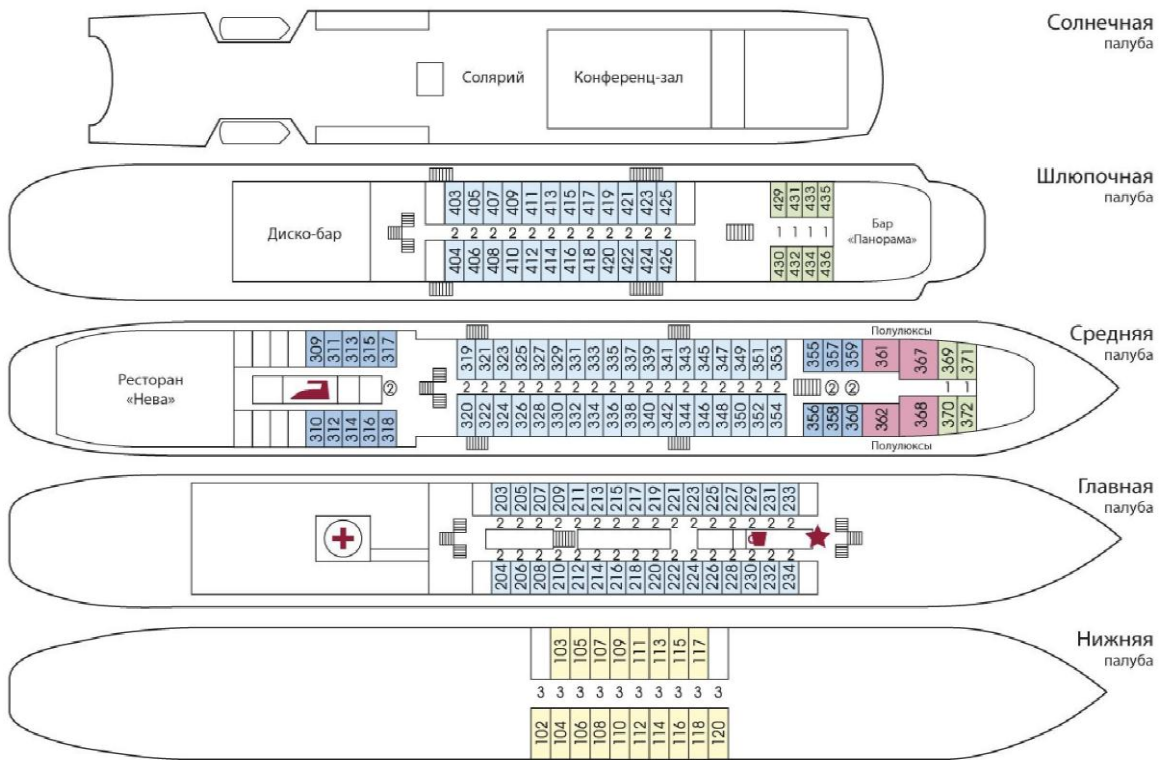 Солнечная
палуба
Солярий
Конференц-зал
Шлюпочная
палуба
403 405 407 409 411 413 415 417 419 421 423 425
429 431 433 435
Диско-бар
2 2 2 2 2 2 2 2 2 2 2 2
1 1 1 1
Бар
«Панорама»
404 406 408 410 412 414 416 418 420 422 424 426
430 432 434 436
Средняя
палуба
Полулюксы
309 311 313 315 317
319 321 323 325 327 329 331 333 335 337 339 341 343 345 347 349 351 353
355 357 359 361 367 369 371
Ресторан
«Нева»
2
2 2 2 2 2 2 2 2 2 2 2 2 2 2 2 2 2 2
2 2
1 1
310 312 314 316 318
320 322 324 326 328 330 332 334 336 338 340 342 344 346 348 350 352 354
356 358 360 362 368 370 372
Полулюксы
Главная
палуба
203 205 207 209 211 213 215 217 219 221 223 225 227 229 231 233
2 2 2 2 2 2 2 2 2 2 2 2 2 2 2 2
2 2 2 2 2 2 2 2 2 2 2 2 2 2 2 2
204 206 208 210 212 214 216 218 220 222 224 226 228 230 232 234
Нижняя
палуба
103 105 107 109 111 113 115 117
3 3 3 3 3 3 3 3 3 3
102 104 106 108 110 112 114 116 118 120